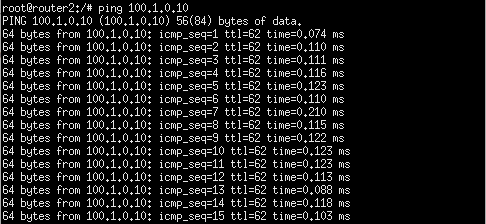 root@router2:/# ping 100.1.0.10
PING 100.1.0.10 (100.1.0.10) 56(84) bytes of data.
64 bytes from 100.1.0.10: icmp_seq=1 ttl=62 time=0.074 ms
64 bytes from 100.1.0.10: icmp_seq=2 ttl=62 time=0.110 ms
64 bytes from 100.1.0.10: icmp_seq=3 ttl=62 time=0.111 ms
64 bytes from 100.1.0.10: icmp_seq=4 ttl=62 time=0.116 ms
64 bytes from 100.1.0.10: icmp_seq=5 ttl=62 time=0.123 ms
64 bytes from 100.1.0.10: icmp_seq=6 ttl=62 time=0.110 ms
64 bytes from 100.1.0.10: icmp_seq=7 ttl=62 time=0.210 ms
64 bytes from 100.1.0.10: icmp_seq=8 ttl=62 time=0.115 ms
64 bytes from 100.1.0.10: icmp_seq=9 ttl=62 time=0.122 ms
64 bytes from 100.1.0.10: icmp_seq=10 ttl=62 time=0.123 ms
64 bytes from 100.1.0.10: icmp_seq=11 ttl=62 time=0.123 ms
64 bytes from 100.1.0.10: icmp_seq=12 ttl=62 time=0.113 ms
64 bytes from 100.1.0.10: icmp_seq=13 ttl=62 time=0.088 ms
64 bytes from 100.1.0.10: icmp_seq=14 ttl=62 time=0.118 ms
64 bytes from 100.1.0.10: icmp_seq=15 ttl=62 time=0.103 ms